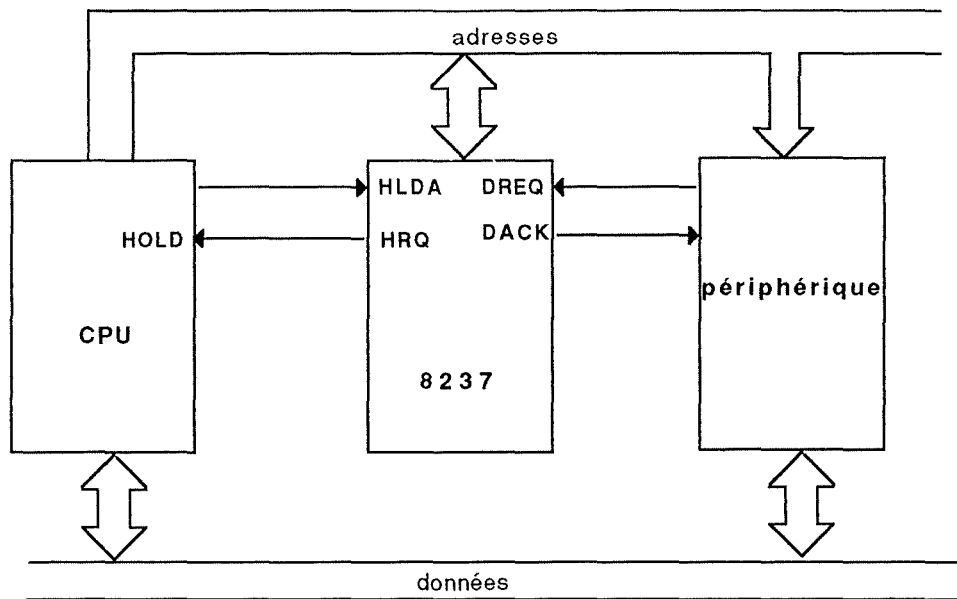 adresses
HLDA DREQ
HOLD HRQ DACK
périphérique
CPU
8237
données